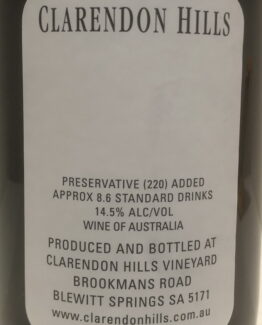 CLARENDON HILLS
PRESERVATIVE (220) ADDED
APPROX 8.6 STANDARD DRINKS
14.5% ALC/VOL
WINE OF AUSTRALIA
PRODUCED AND BOTTLED AT
CLARENDON HILLS VINEYARD
BROOKMANS ROAD
BLEWITT SPRINGS SA 5171
www.clarendonhills.com.au